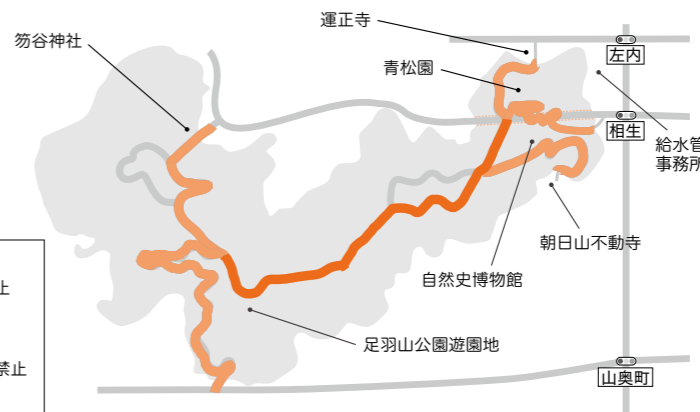 運正寺
笏谷神社
青松園
左内
相生
給水管
事務所
朝日山不動寺
自然史博物館
足羽山公園遊園地
止
禁止
山奥町